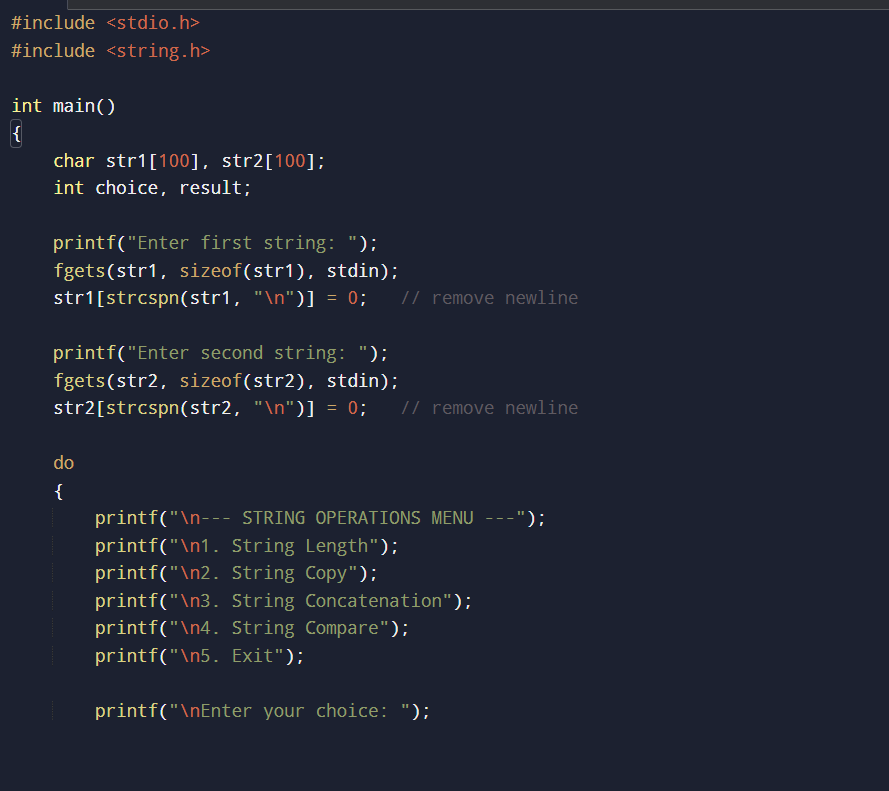 #include <stdio.h>
#include <string.h>
int main()
{
char str1[100], str2[100];
int choice, result;
printf("Enter first string: ");
fgets(str1, sizeof(str1), stdin);
str1[strcspn(str1, "\n")] = 0;   // remove newline
printf("Enter second string: ");
fgets(str2, sizeof(str2), stdin);
str2[strcspn(str2, "\n")] = 0;   // remove newline
do
{
printf("\n--- STRING OPERATIONS MENU ---");
printf("\n1. String Length");
printf("\n2. String Copy");
printf("\n3. String Concatenation");
printf("\n4. String Compare");
printf("\n5. Exit");
printf("\nEnter your choice: ");